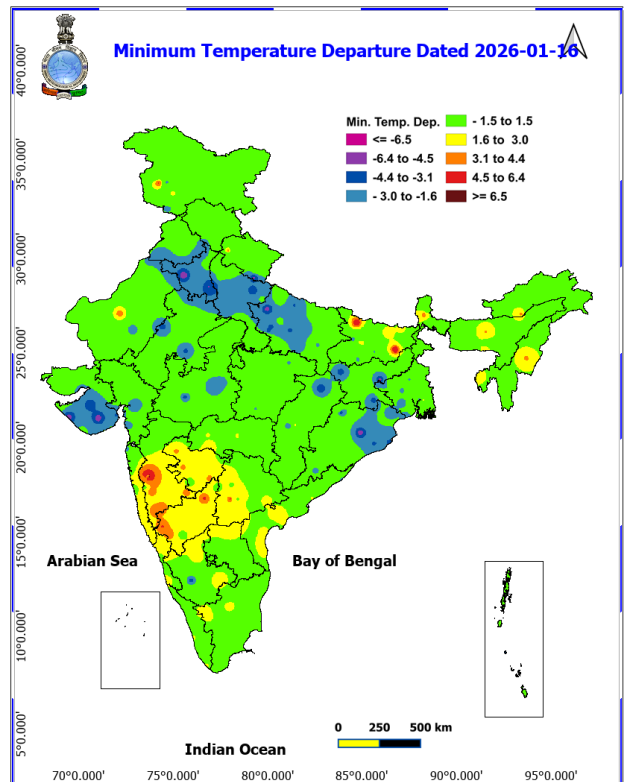 Minimum Temperature Departure Dated 2026-01-16
40°0.000'
35°0.000'
30°0.000'
25°0.000'
20°0.000'
15°0.000'
10°0.000'
5°0.000'
Min. Temp. Dep.
<= -6.5
-6.4 to -4.5
-4.4 to -3.1
- 3.0 to -1.6
- 1.5 to 1.5
1.6 to 3.0
3.1 to 4.4
4.5 to 6.4
>= 6.5
Arabian Sea
Bay of Bengal
0 250 500 km
Indian Ocean
70°0.000' 75°0.000' 80°0.000' 85°0.000' 90°0.000' 95°0.000'